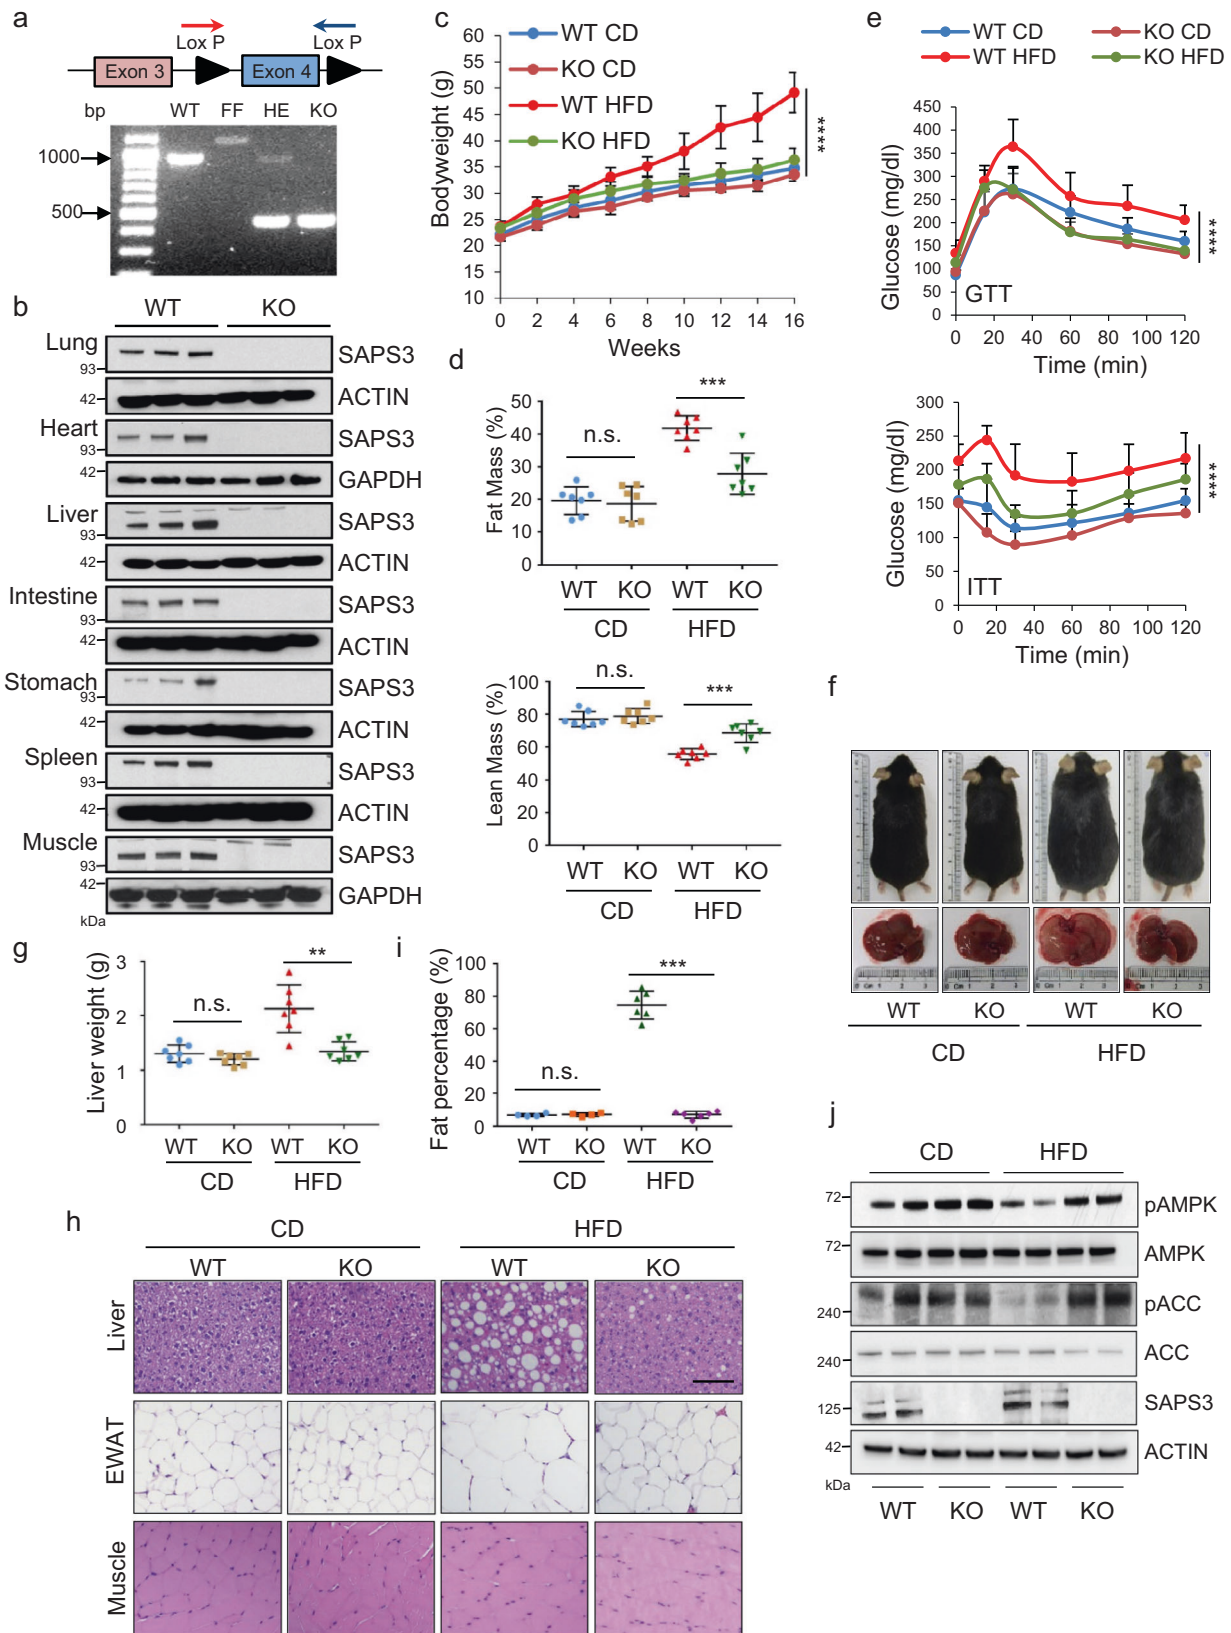 a
Lox P
Lox P
Exon 3
Exon 4
bp
WT
FF
HE
KO
1000
500
b
WT
KO
Lung
93
SAPS3
42
ACTIN
Heart
93
SAPS3
42
GAPDH
Liver
93
SAPS3
42
ACTIN
Intestine
93
SAPS3
42
ACTIN
Stomach
93
SAPS3
42
ACTIN
Spleen
93
SAPS3
42
ACTIN
Muscle
93
SAPS3
42
GAPDH
kDa
c
WT CD
KO CD
WT HFD
KO HFD
Bodyweight (g)
60
55
50
45
40
35
30
25
20
15
10
5
0
0 2 4 6 8 10 12 14 16
Weeks
****
d
Fat Mass (%)
50
40
30
20
10
0
n.s.
***
WT KO WT KO
CD HFD
Lean Mass (%)
100
80
60
40
20
0
n.s.
***
WT KO WT KO
CD HFD
e
WT CD
KO CD
WT HFD
KO HFD
Glucose (mg/dl)
450
400
350
300
250
200
150
100
50
0
GTT
****
0 20 40 60 80 100 120
Time (min)
Glucose (mg/dl)
300
250
200
150
100
50
0
ITT
****
0 20 40 60 80 100 120
Time (min)
f
WT KO WT KO
CD HFD
g
Liver weight (g)
3
2
1
0
n.s.
**
WT KO WT KO
CD HFD
i
Fat percentage (%)
100
80
60
40
20
0
n.s.
***
WT KO WT KO
CD HFD
h
CD HFD
WT KO WT KO
Liver
EWAT
Muscle
j
CD HFD
72
pAMPK
72
AMPK
240
pACC
240
ACC
125
SAPS3
42
ACTIN
kDa
WT KO WT KO